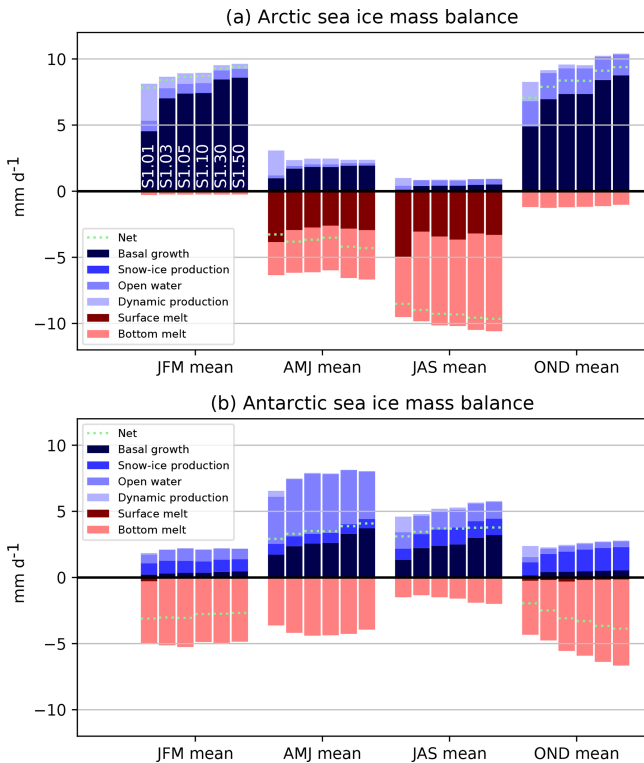 (a) Arctic sea ice mass balance
10
5
0
−5
−10
mm d⁻¹
S1.01
S1.03
S1.05
S1.10
S1.30
S1.50
Net
Basal growth
Snow-ice production
Open water
Dynamic production
Surface melt
Bottom melt
JFM mean AMJ mean JAS mean OND mean
(b) Antarctic sea ice mass balance
10
5
0
−5
−10
mm d⁻¹
Net
Basal growth
Snow-ice production
Open water
Dynamic production
Surface melt
Bottom melt
JFM mean AMJ mean JAS mean OND mean